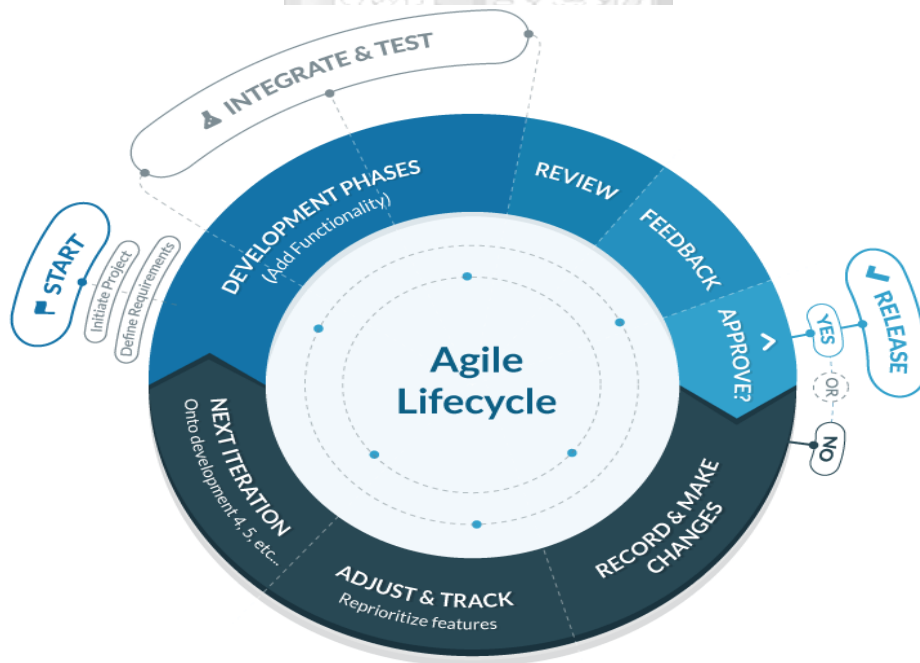 START
Initiate Project
Define Requirements
INTEGRATE & TEST
DEVELOPMENT PHASES
(Add Functionality)
REVIEW
FEEDBACK
APPROVE?
YES
OR
NO
RELEASE
RECORD & MAKE
CHANGES
ADJUST & TRACK
Reprioritize features
NEXT ITERATION
Onto development 4, 5, etc...
Agile
Lifecycle